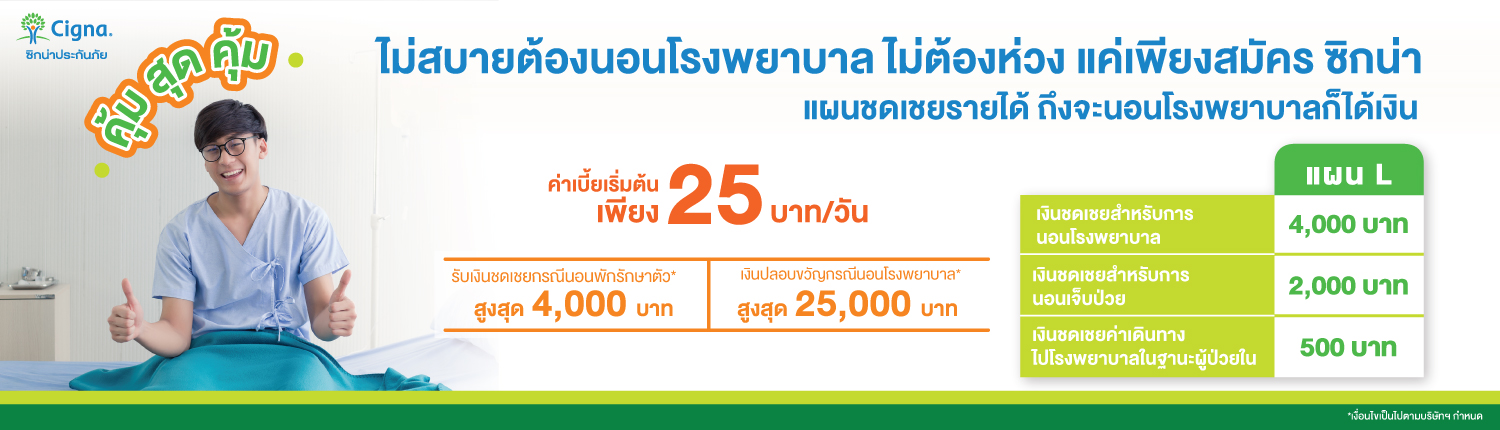 Cigna.
ซิกน่าประกันภัย
คุ้ม สุด คุ้ม
ไม่สบายต้องนอนโรงพยาบาล ไม่ต้องห่วง แค่เพียงสมัคร ซิกน่า
แผนชดเชยรายได้ ถึงจะนอนโรงพยาบาลก็ได้เงิน
ค่าเบี้ยเริ่มต้น
เพียง 25 บาท/วัน
รับเงินชดเชยกรณีนอนพักรักษาตัว*
สูงสุด 4,000 บาท
เงินปลอบขวัญกรณีนอนโรงพยาบาล*
สูงสุด 25,000 บาท
แผน L
เงินชดเชยสำหรับการ
นอนโรงพยาบาล
4,000 บาท
เงินชดเชยสำหรับการ
นอนเจ็บป่วย
2,000 บาท
เงินชดเชยค่าเดินทาง
ไปโรงพยาบาลในฐานะผู้ป่วยใน
500 บาท
*เงื่อนไขเป็นไปตามบริษัทฯ กำหนด